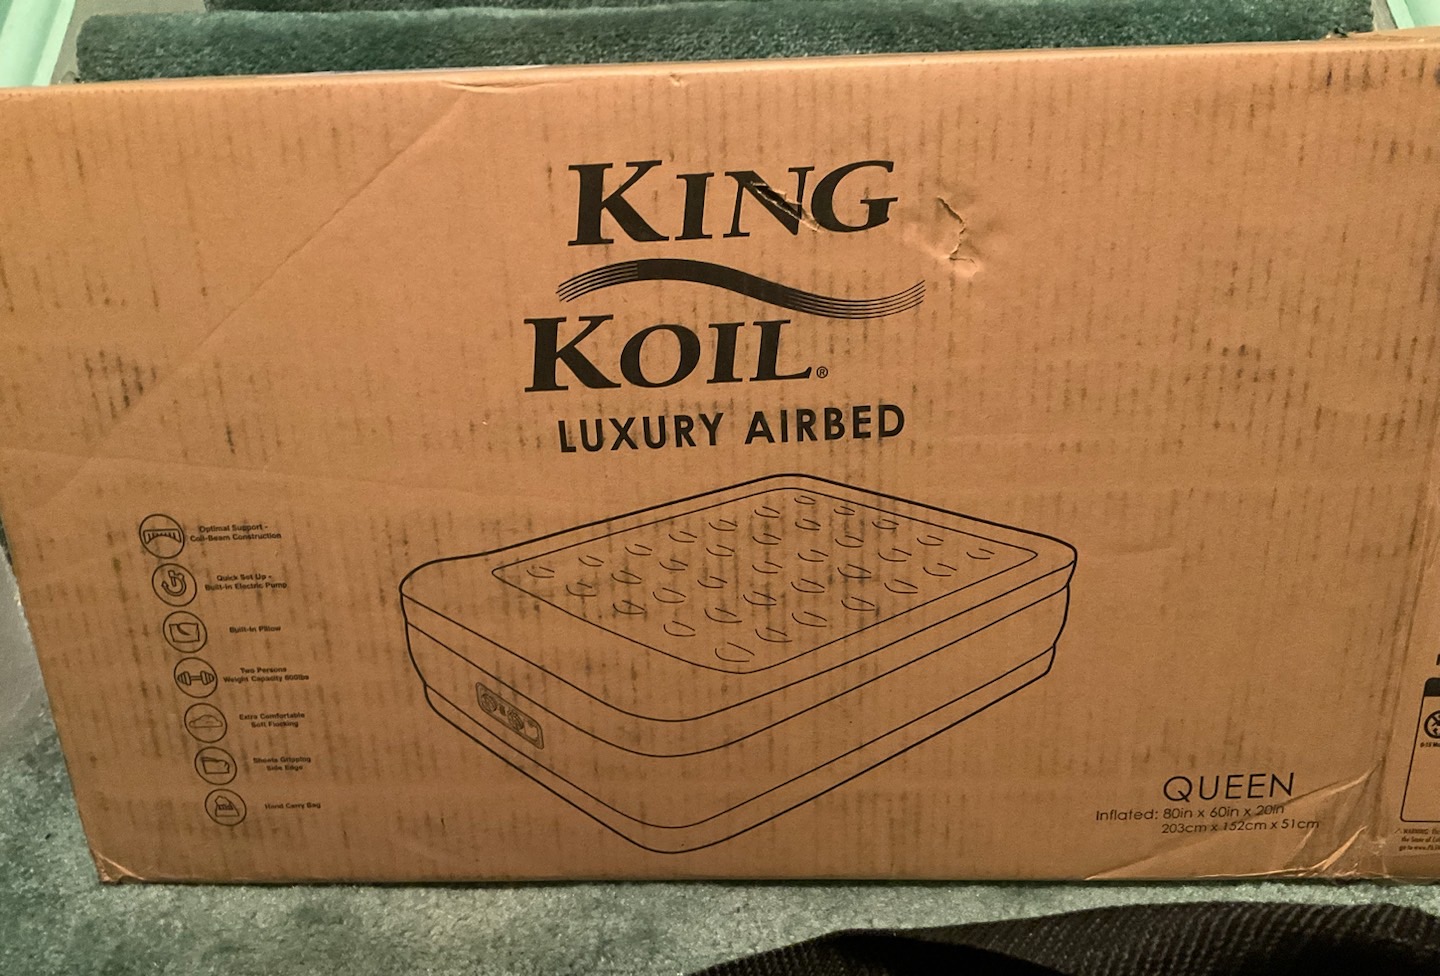 KING
KOIL®
LUXURY AIRBED
Optimal Support -
Coil-Beam Construction
Quick Set Up -
Built-in Electric Pump
Built-in Pillow
Two Persons
Weight Capacity 600lbs
Extra Comfortable
Soft Flocking
Sheets Gripping
Side Edge
Hand Carry Bag
QUEEN
Inflated: 80in x 60in x 20in
203cm x 152cm x 51cm
WARNING: